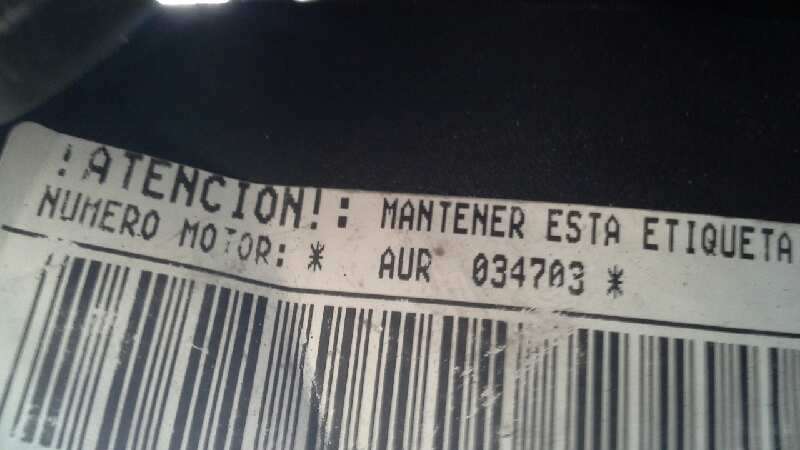 !ATENCION!: MANTENER ESTA ETIQUETA
NUMERO MOTOR: * AUR 034703 *